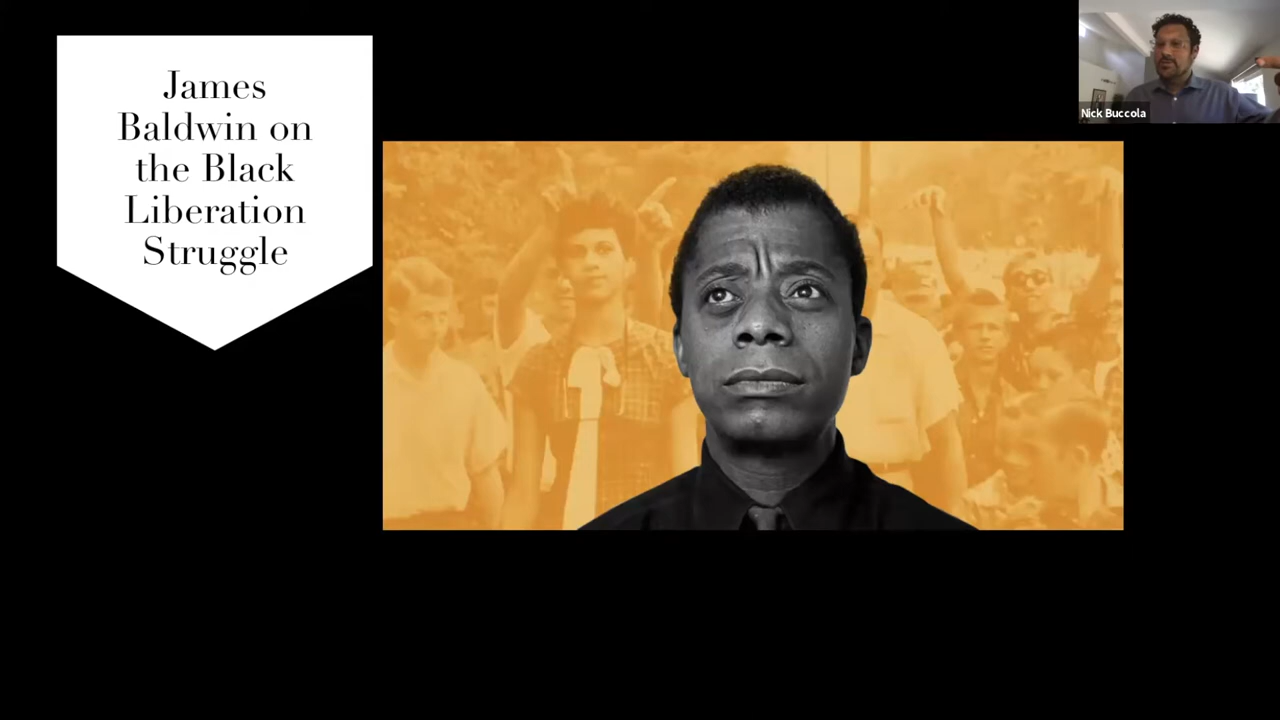 James
Baldwin on
the Black
Liberation
Struggle
Nick Buccola